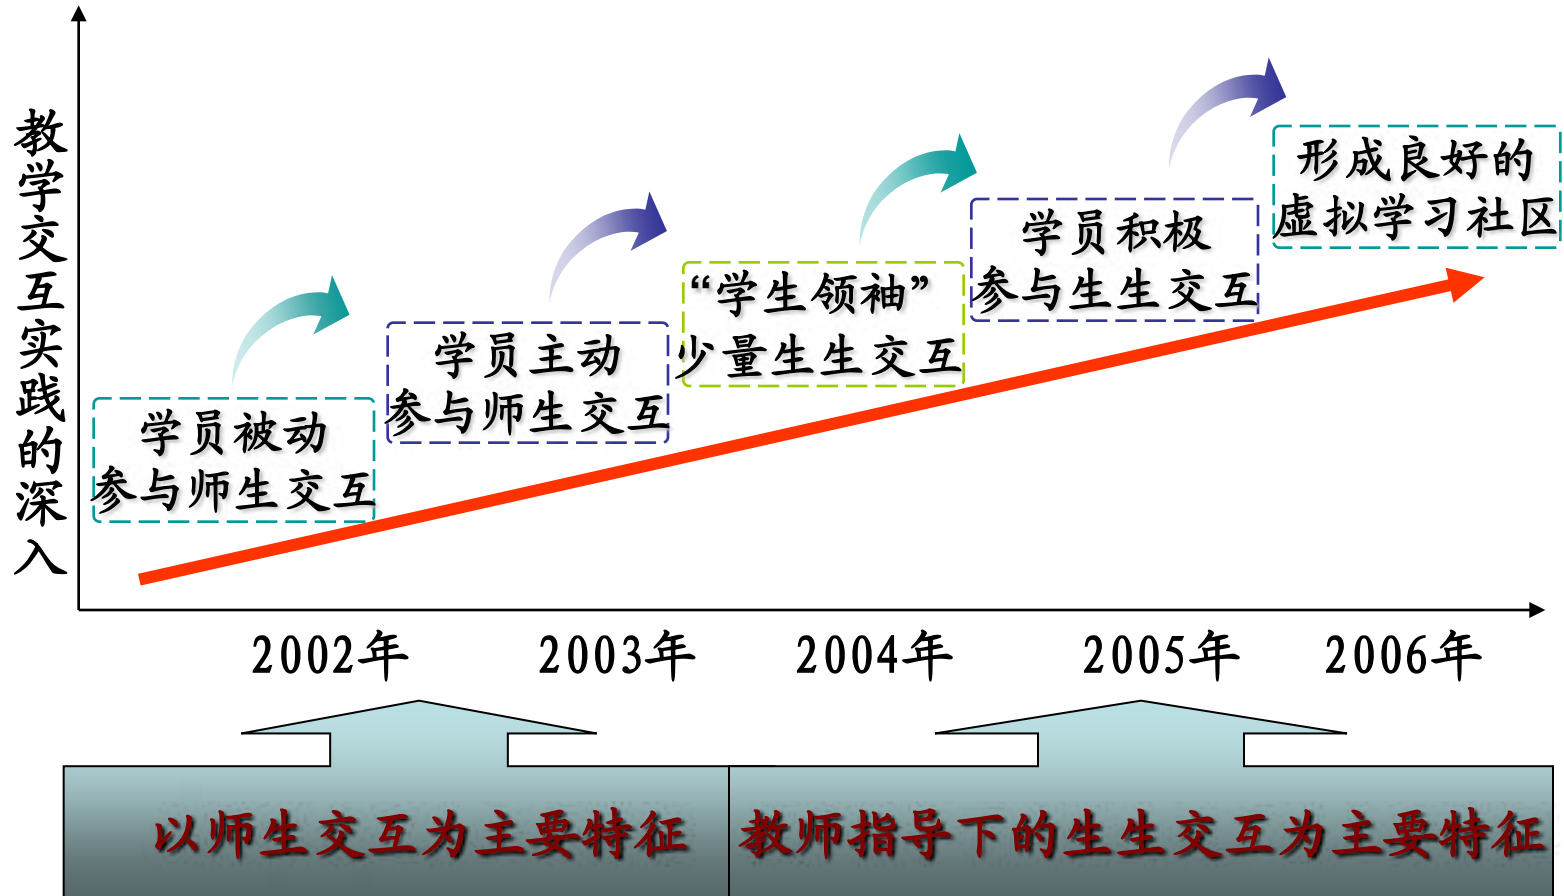 教学交互实践的深入
形成良好的
虚拟学习社区
学员积极
参与生生交互
“学生领袖”
少量生生交互
学员主动
参与师生交互
学员被动
参与师生交互
2002年
2003年
2004年
2005年
2006年
以师生交互为主要特征
教师指导下的生生交互为主要特征